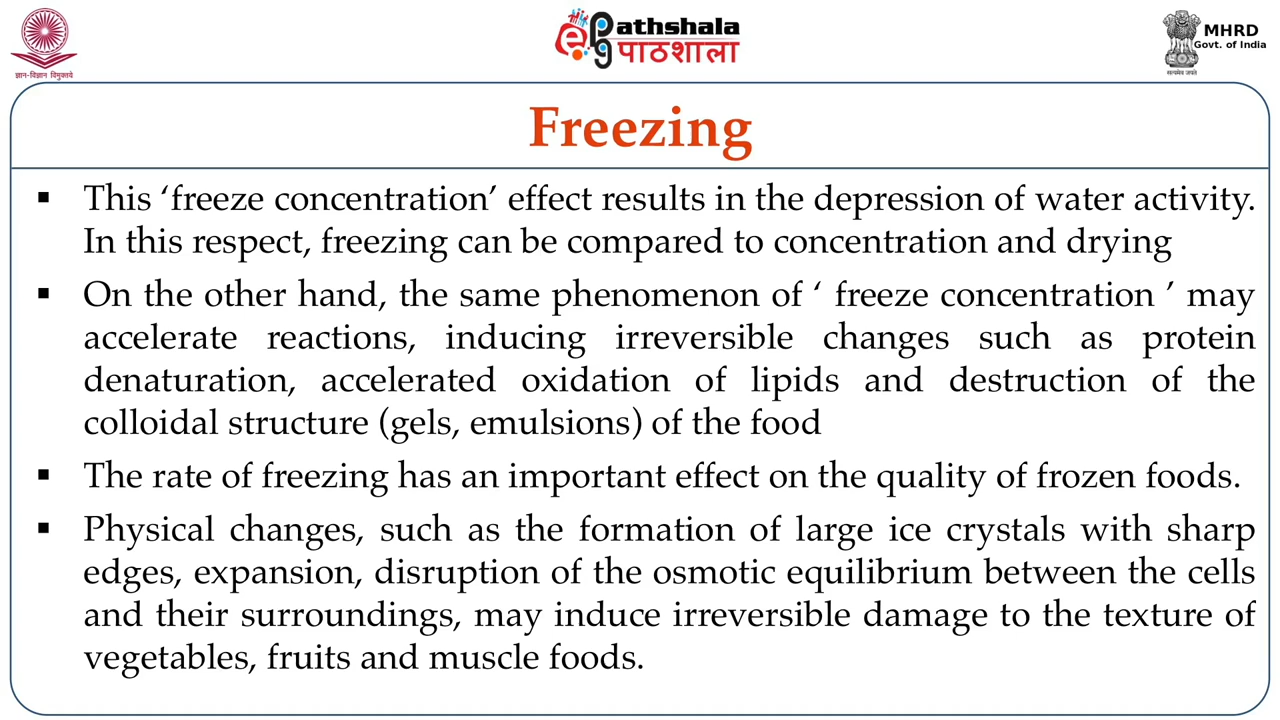 ज्ञान-विज्ञान विमुक्तये
ePgathshala
पाठशाला
MHRD
Govt. of India
सत्यमेव जयते
Freezing
▪ This ‘freeze concentration’ effect results in the depression of water activity.
In this respect, freezing can be compared to concentration and drying
▪ On the other hand, the same phenomenon of ‘ freeze concentration ’ may
accelerate reactions, inducing irreversible changes such as protein
denaturation, accelerated oxidation of lipids and destruction of the
colloidal structure (gels, emulsions) of the food
▪ The rate of freezing has an important effect on the quality of frozen foods.
▪ Physical changes, such as the formation of large ice crystals with sharp
edges, expansion, disruption of the osmotic equilibrium between the cells
and their surroundings, may induce irreversible damage to the texture of
vegetables, fruits and muscle foods.